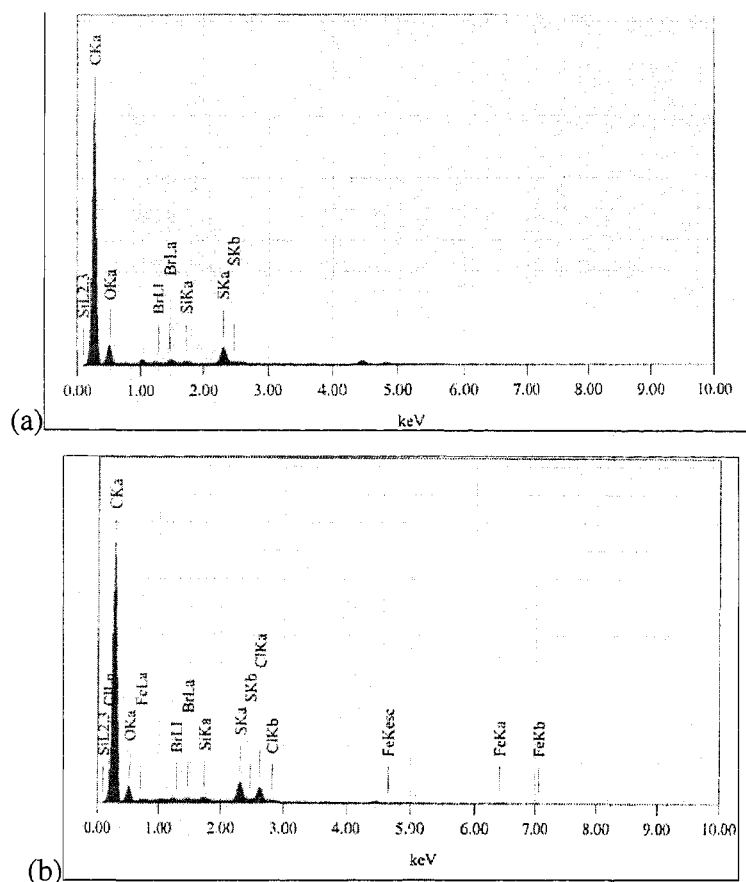 CKa
SiL2,3
OKa
BrLl
BrLa
SiKa
SKa
SKb
0.00 1.00 2.00 3.00 4.00 5.00 6.00 7.00 8.00 9.00 10.00
keV
(a)
CKa
SiL2,3
OKa
FeLa
BrLl
BrLa
SiKa
SKa
SKb
ClKa
ClKb
FeKesc
FeKa
FeKb
0.00 1.00 2.00 3.00 4.00 5.00 6.00 7.00 8.00 9.00 10.00
keV
(b)